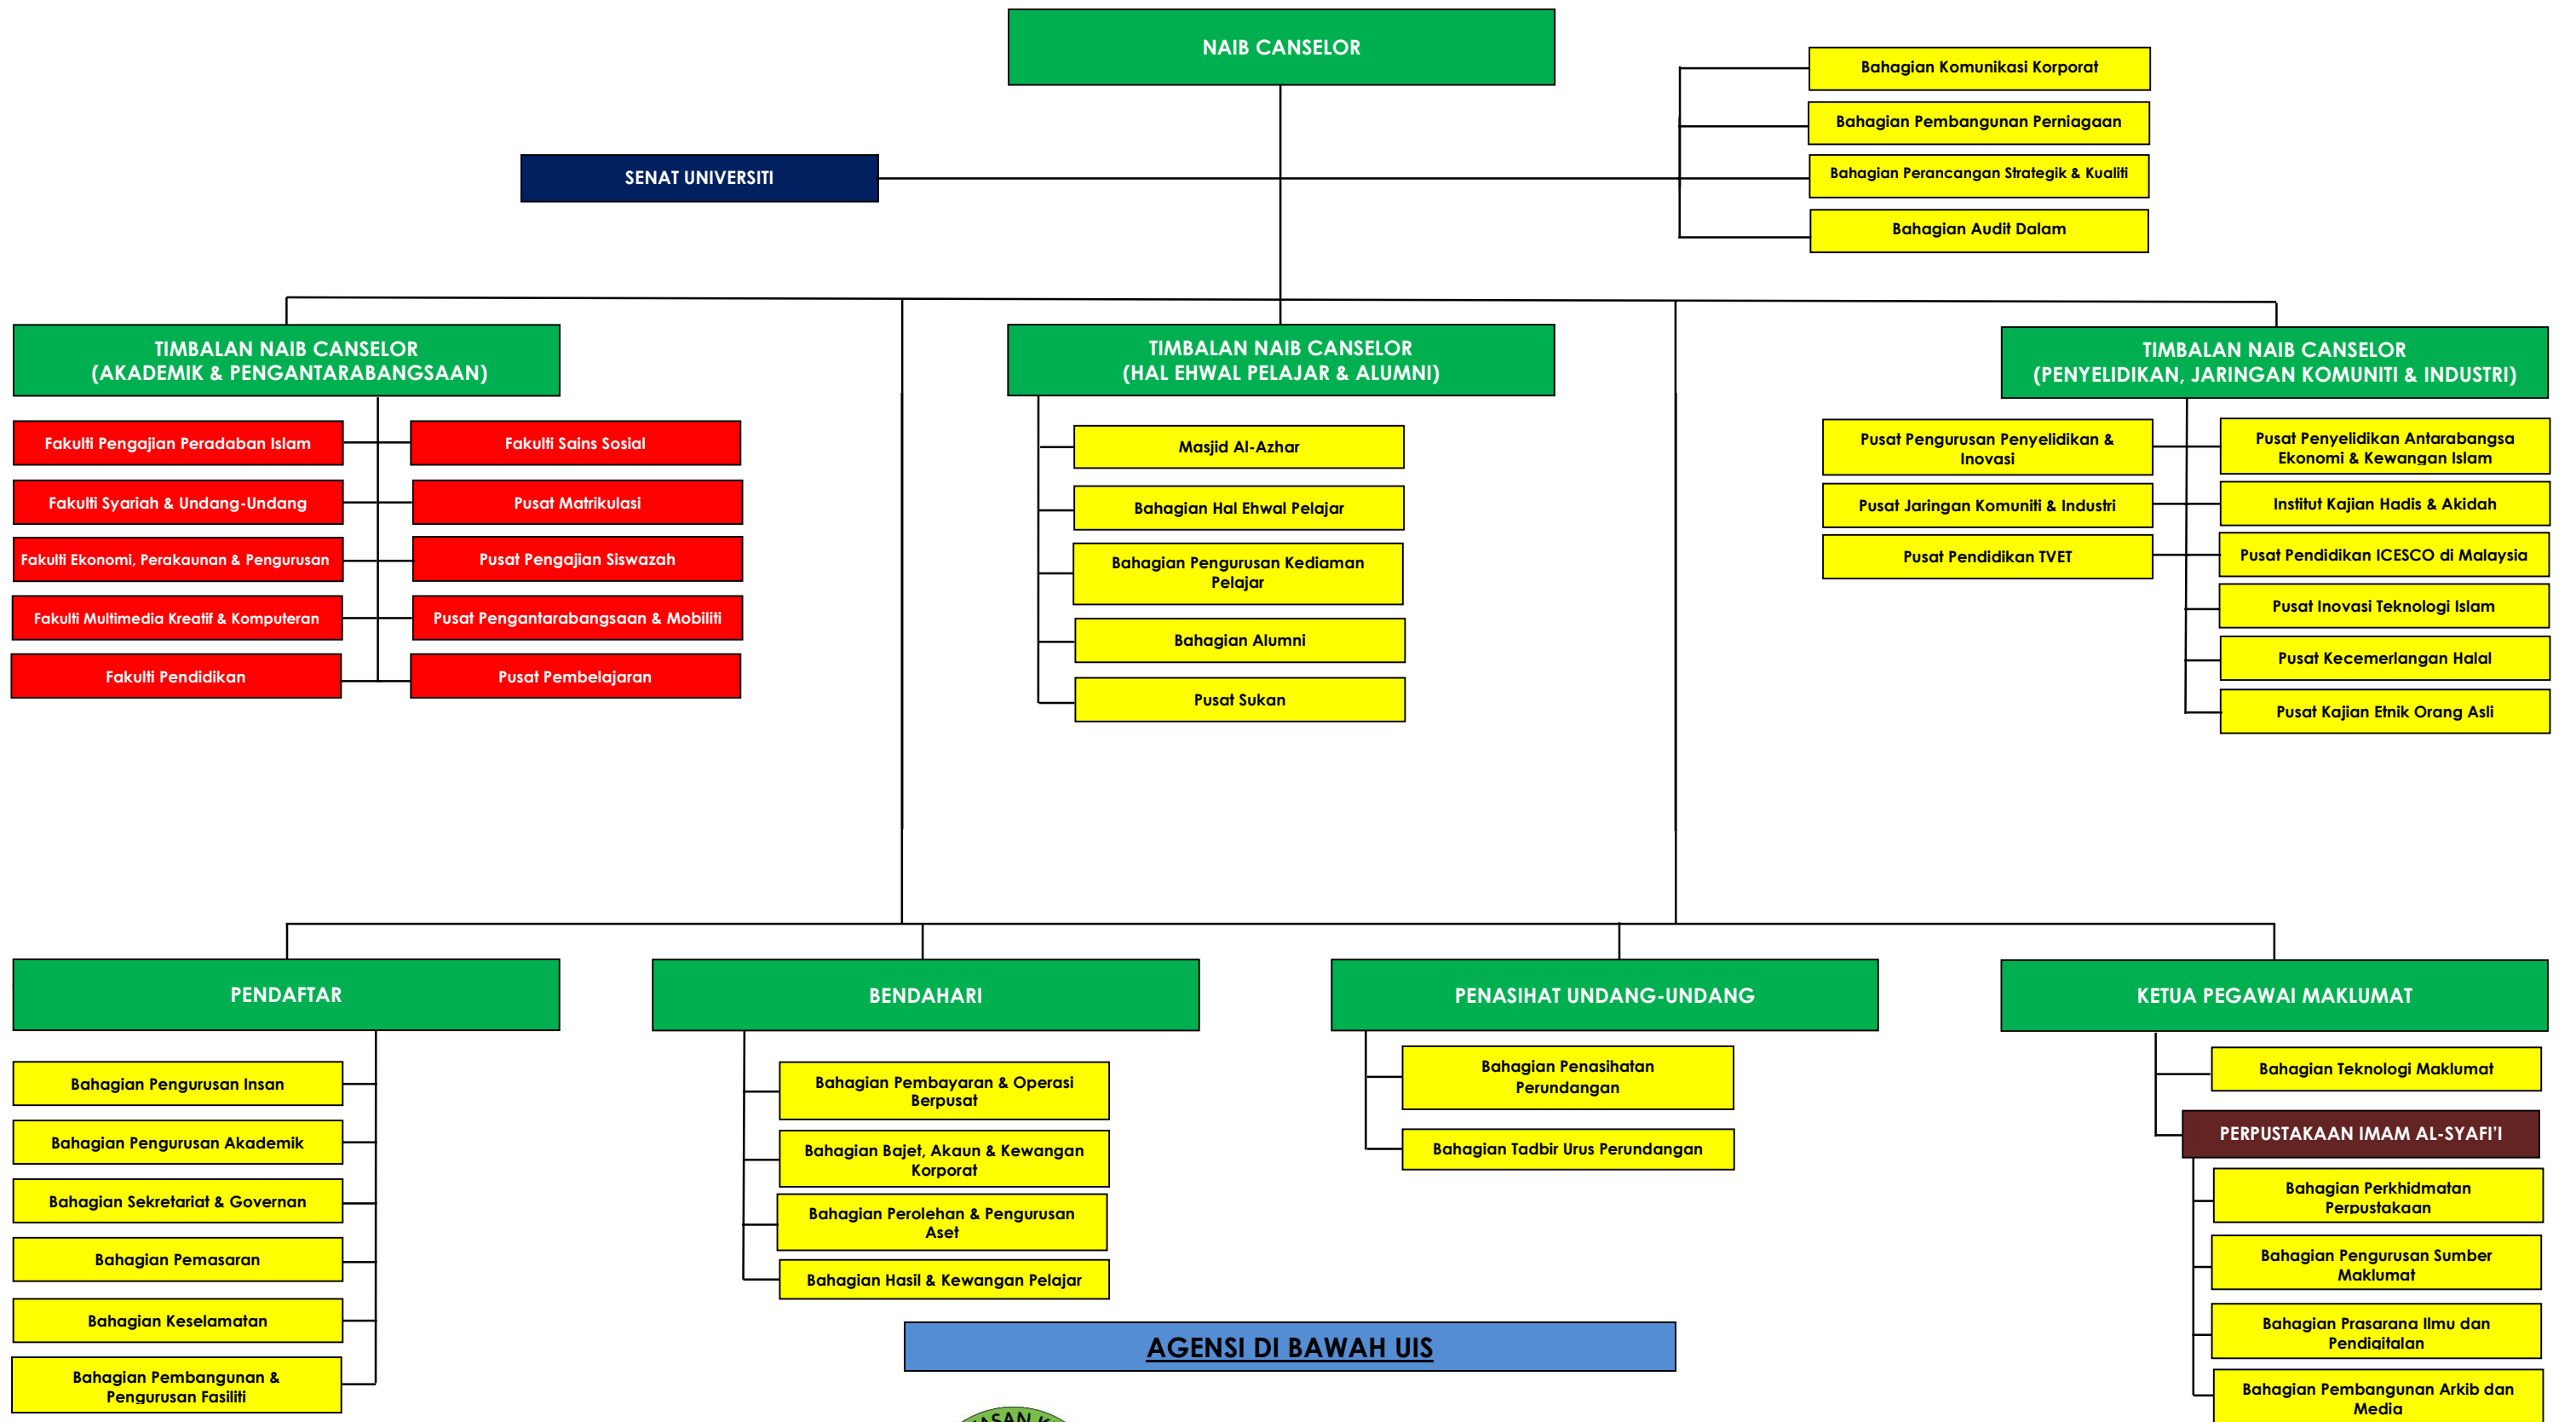 NAIB CANSELOR
Bahagian Komunikasi Korporat
Bahagian Pembangunan Perniagaan
SENAT UNIVERSITI
Bahagian Perancangan Strategik & Kualiti
Bahagian Audit Dalam
TIMBALAN NAIB CANSELOR
(AKADEMIK & PENGANTARABANGSAAN)
Fakulti Pengajian Peradaban Islam
Fakulti Sains Sosial
Fakulti Syariah & Undang-Undang
Pusat Matrikulasi
Fakulti Ekonomi, Perakaunan & Pengurusan
Pusat Pengajian Siswazah
Fakulti Multimedia Kreatif & Komputeran
Pusat Pengantarabangsaan & Mobiliti
Fakulti Pendidikan
Pusat Pembelajaran
TIMBALAN NAIB CANSELOR
(HAL EHWAL PELAJAR & ALUMNI)
Masjid Al-Azhar
Bahagian Hal Ehwal Pelajar
Bahagian Pengurusan Kediaman
Pelajar
Bahagian Alumni
Pusat Sukan
TIMBALAN NAIB CANSELOR
(PENYELIDIKAN, JARINGAN KOMUNITI & INDUSTRI)
Pusat Pengurusan Penyelidikan &
Inovasi
Pusat Penyelidikan Antarabangsa
Ekonomi & Kewangan Islam
Pusat Jaringan Komuniti & Industri
Institut Kajian Hadis & Akidah
Pusat Pendidikan TVET
Pusat Pendidikan ICESCO di Malaysia
Pusat Inovasi Teknologi Islam
Pusat Kecemerlangan Halal
Pusat Kajian Etnik Orang Asli
PENDAFTAR
Bahagian Pengurusan Insan
Bahagian Pengurusan Akademik
Bahagian Sekretariat & Governan
Bahagian Pemasaran
Bahagian Keselamatan
Bahagian Pembangunan &
Pengurusan Fasiliti
BENDAHARI
Bahagian Pembayaran & Operasi
Berpusat
Bahagian Bajet, Akaun & Kewangan
Korporat
Bahagian Perolehan & Pengurusan
Aset
Bahagian Hasil & Kewangan Pelajar
PENASIHAT UNDANG-UNDANG
Bahagian Penasihatan
Perundangan
Bahagian Tadbir Urus Perundangan
KETUA PEGAWAI MAKLUMAT
Bahagian Teknologi Maklumat
PERPUSTAKAAN IMAM AL-SYAFI'I
Bahagian Perkhidmatan
Perpustakaan
Bahagian Pengurusan Sumber
Maklumat
Bahagian Prasarana Ilmu dan
Pendigitalan
Bahagian Pembangunan Arkib dan
Media
AGENSI DI BAWAH UIS